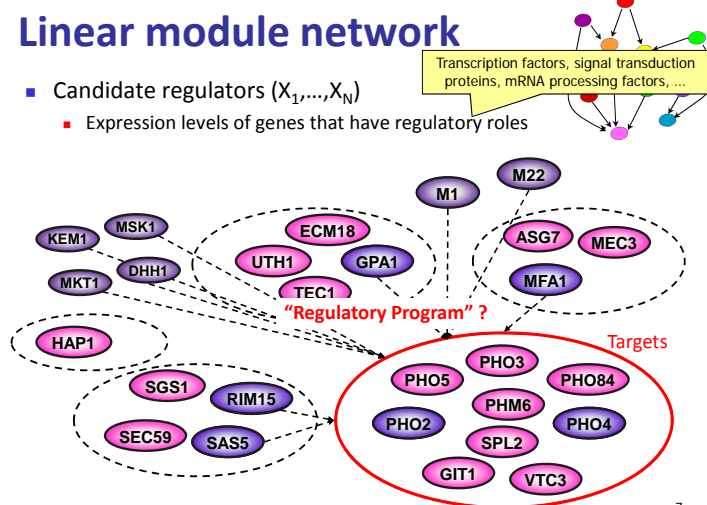 Linear module network
Transcription factors, signal transduction
proteins, mRNA processing factors, ...
Candidate regulators (X1,...,XN)
Expression levels of genes that have regulatory roles
M22
M1
MSK1
KEM1
ECM18
ASG7
MEC3
UTH1
GPA1
DHH1
MKT1
MFA1
TEC1
"Regulatory Program" ?
HAP1
Targets
PHO3
PHO5
PHO84
SGS1
RIM15
PHM6
PHO2
PHO4
SEC59
SAS5
SPL2
GIT1
VTC3